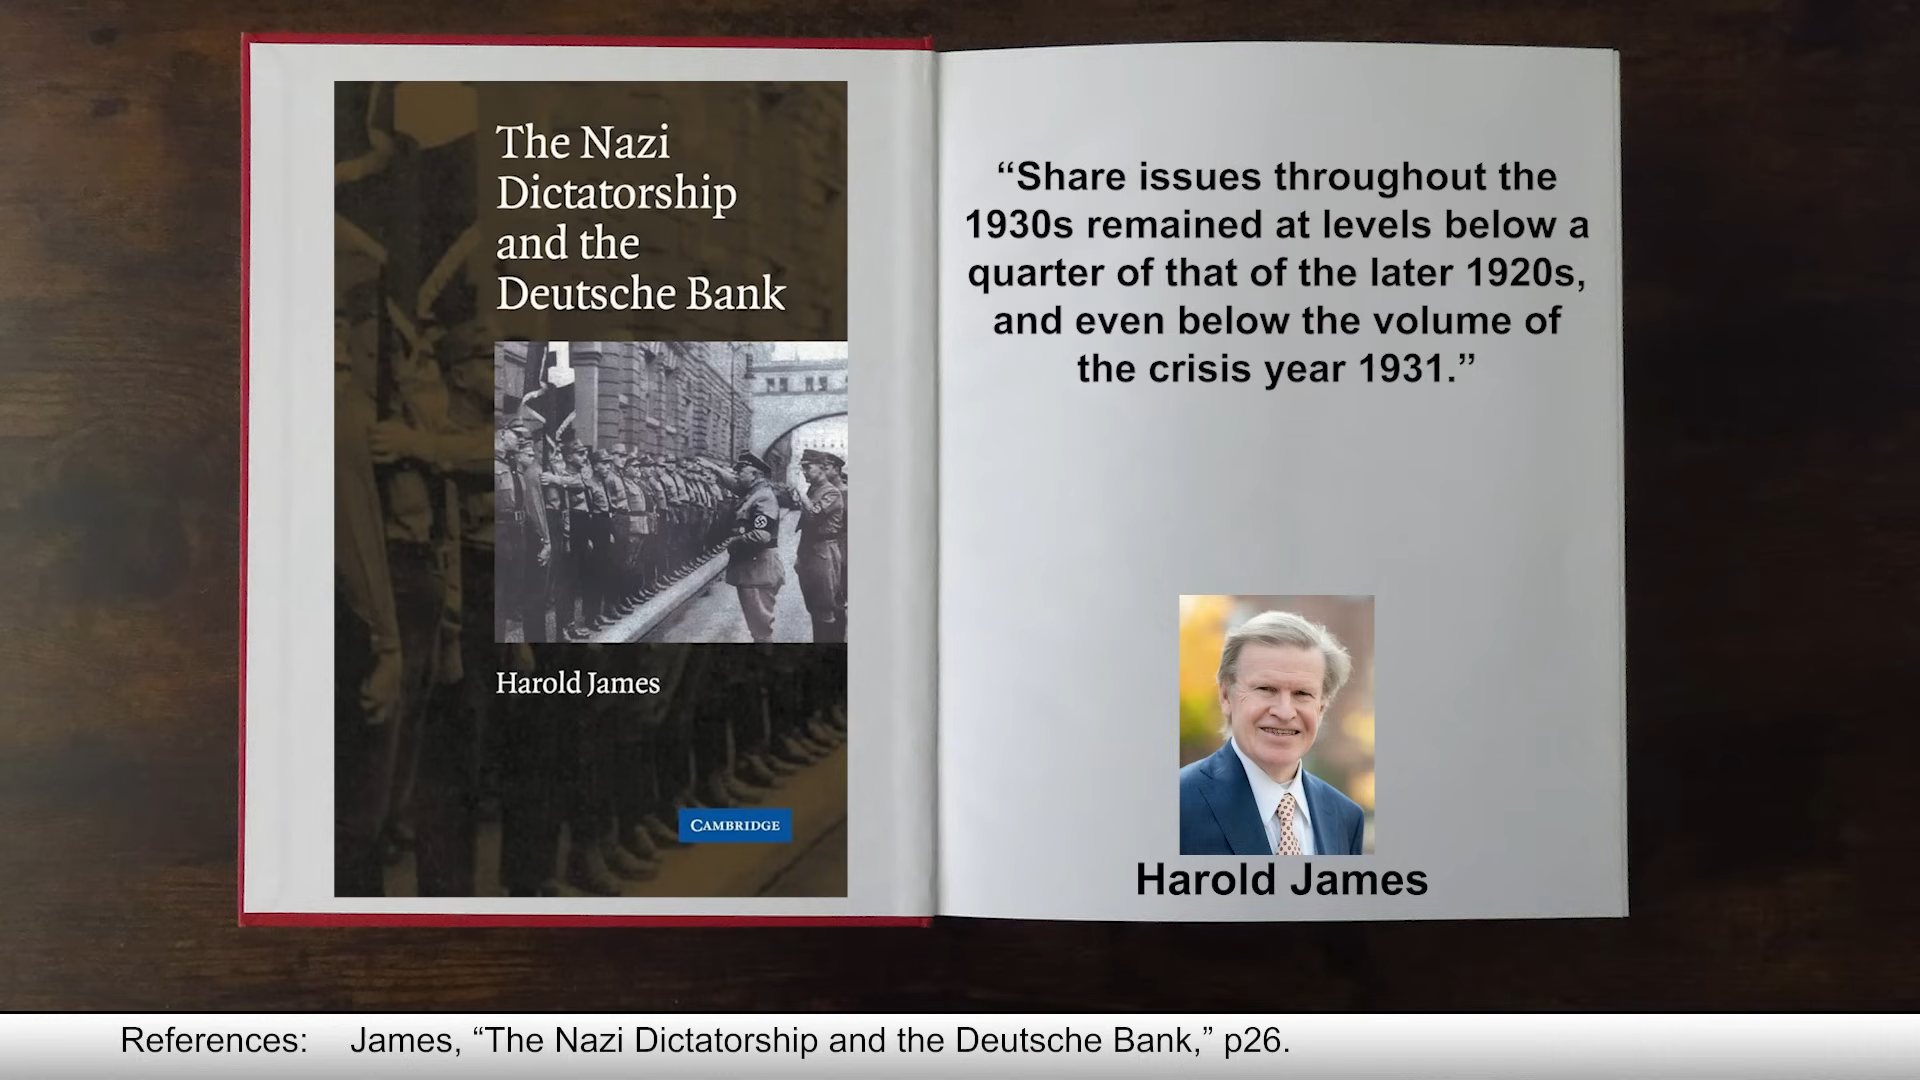 The Nazi
Dictatorship
and the
Deutsche Bank
Harold James
CAMBRIDGE
“Share issues throughout the
1930s remained at levels below a
quarter of that of the later 1920s,
and even below the volume of
the crisis year 1931.”
Harold James
References: James, “The Nazi Dictatorship and the Deutsche Bank,” p26.